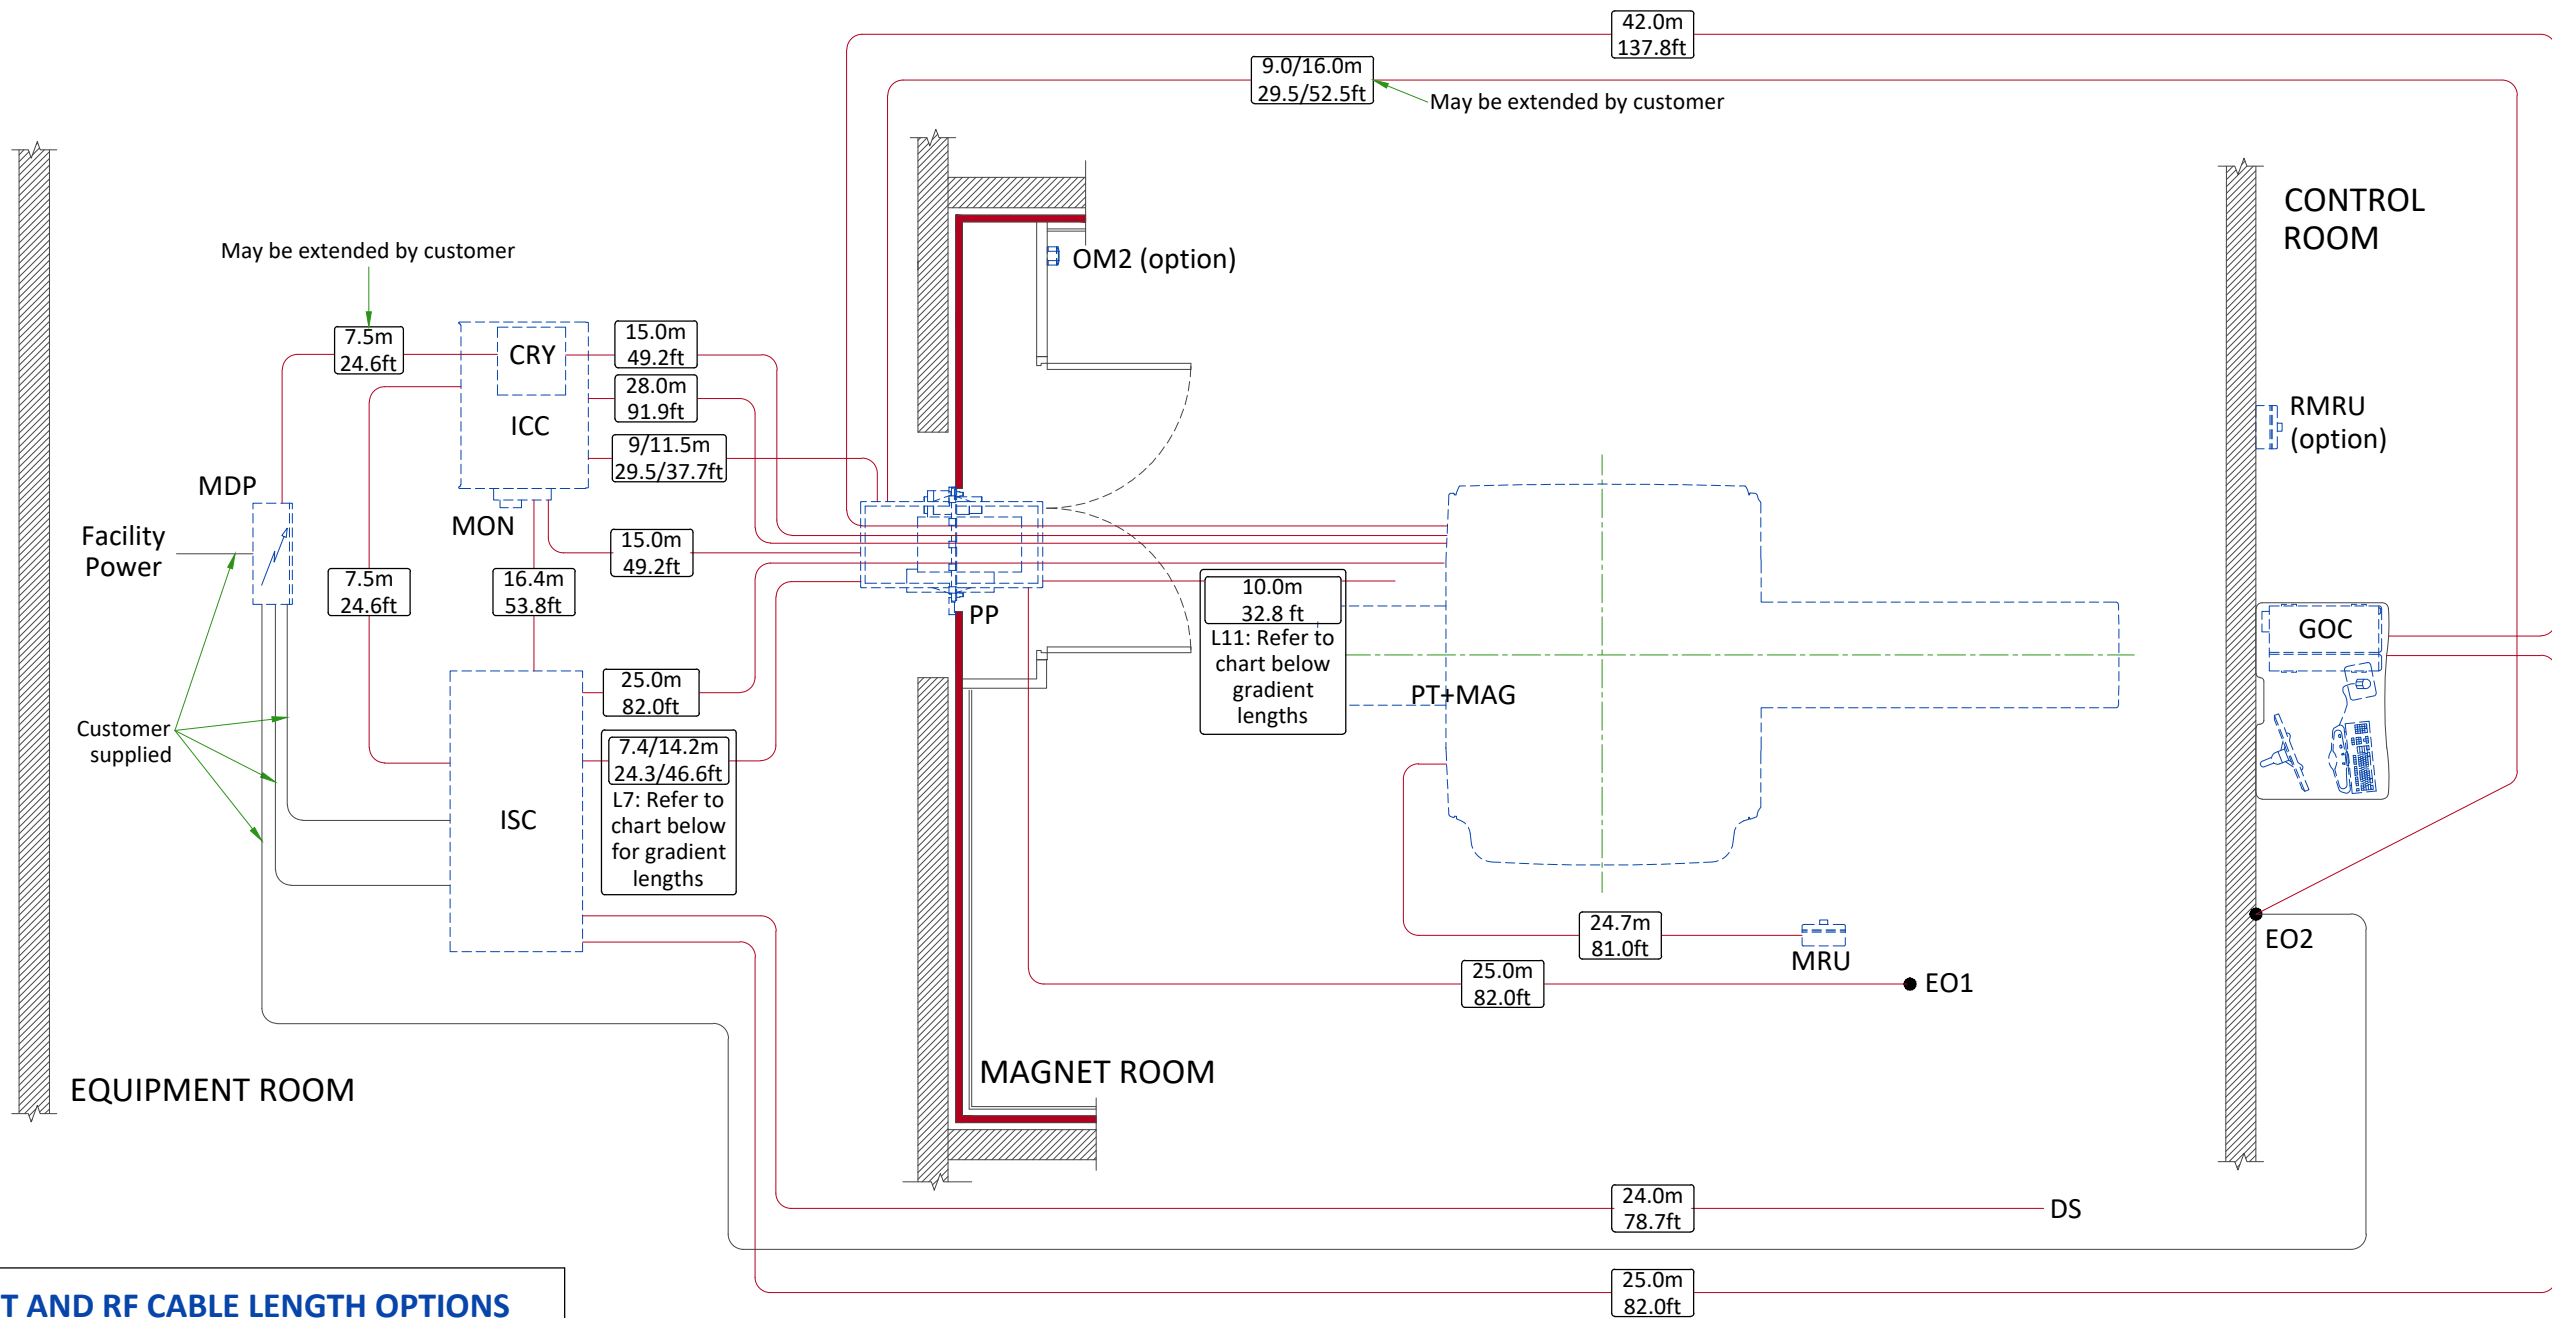 42.0m
137.8ft
9.0/16.0m
29.5/52.5ft
May be extended by customer
CONTROL
ROOM
May be extended by customer
OM2 (option)
7.5m
24.6ft
CRY
15.0m
49.2ft
28.0m
91.9ft
ICC
9/11.5m
29.5/37.7ft
RMRU
(option)
MDP
MON
Facility
Power
15.0m
49.2ft
7.5m
24.6ft
16.4m
53.8ft
PP
10.0m
32.8 ft
L11: Refer to
chart below
gradient
lengths
GOC
PT+MAG
25.0m
82.0ft
Customer
supplied
7.4/14.2m
24.3/46.6ft
L7: Refer to
chart below
for gradient
lengths
ISC
24.7m
81.0ft
MRU
EO2
25.0m
82.0ft
EO1
EQUIPMENT ROOM
MAGNET ROOM
24.0m
78.7ft
DS
25.0m
82.0ft
T AND RF CABLE LENGTH OPTIONS